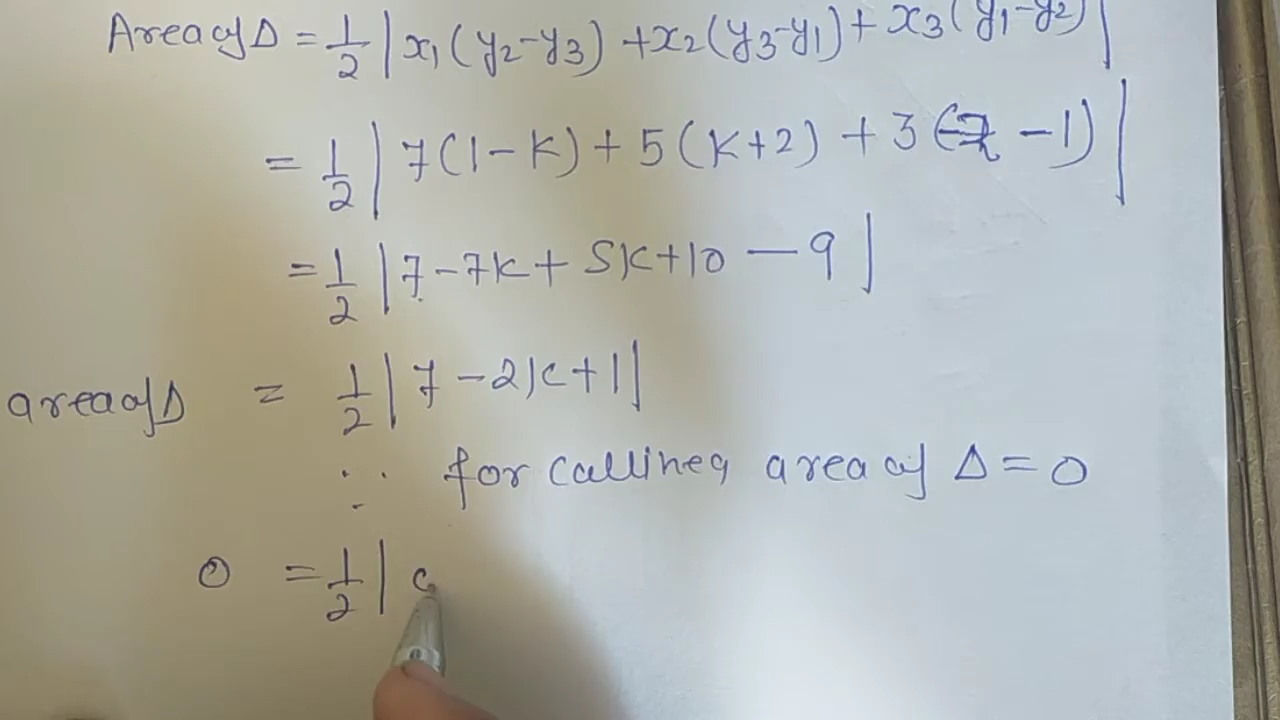 Area of Δ = 1/2 | x1 (y2-y3) + x2 (y3-y1) + x3 (y1-y2) |
= 1/2 | 7(1-k) + 5(k+2) + 3(-2 -1) |
= 1/2 | 7-7k + 5k+10 - 9 |
area of Δ = 1/2 | 7 -2k+1 |
∵ for callineq area of Δ = 0
0 = 1/2 |